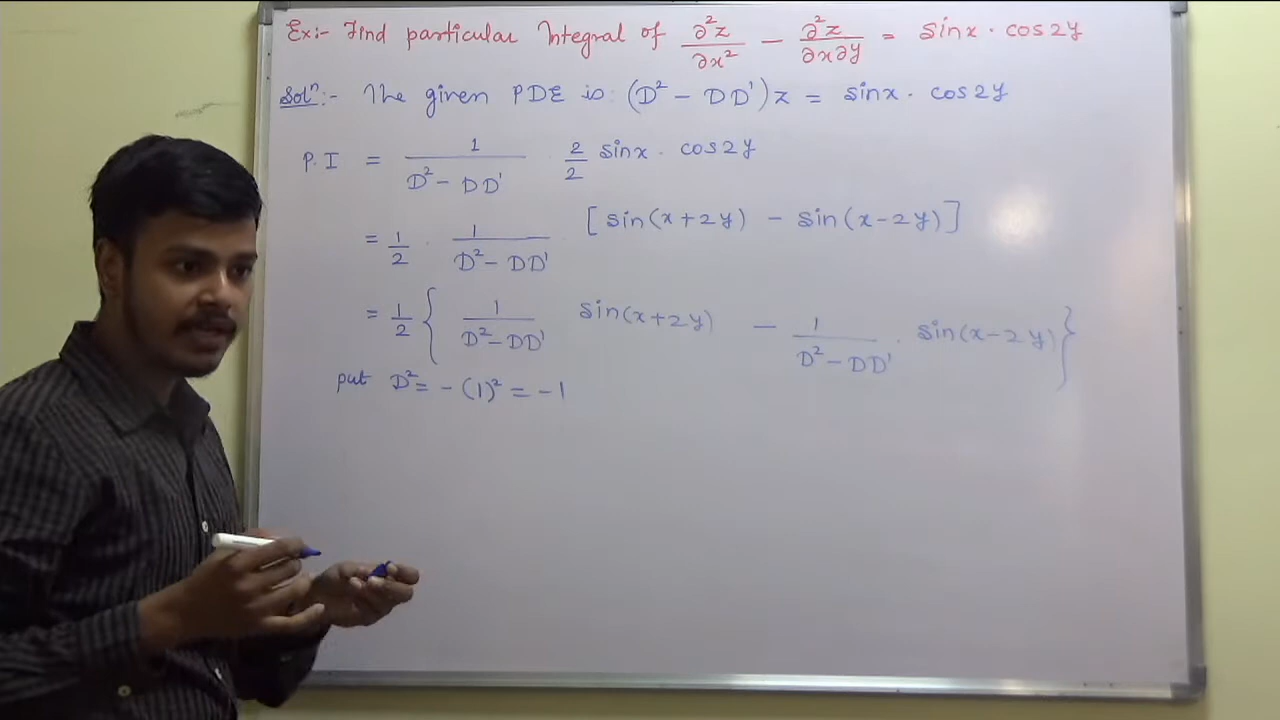 Ex:- Find particular Integral of ∂²z/∂x² − ∂²z/∂x∂y = sinx · cos2y
Solⁿ:- The given PDE is: (D² − DD')z = sinx · cos2y
P.I = 1/(D² − DD') · 2/2 sinx · cos2y
= 1/2 · 1/(D² − DD') [sin(x+2y) − sin(x−2y)]
= 1/2 { 1/(D² − DD') sin(x+2y) − 1/(D² − DD') · sin(x−2y) }
put D² = −(1)² = −1